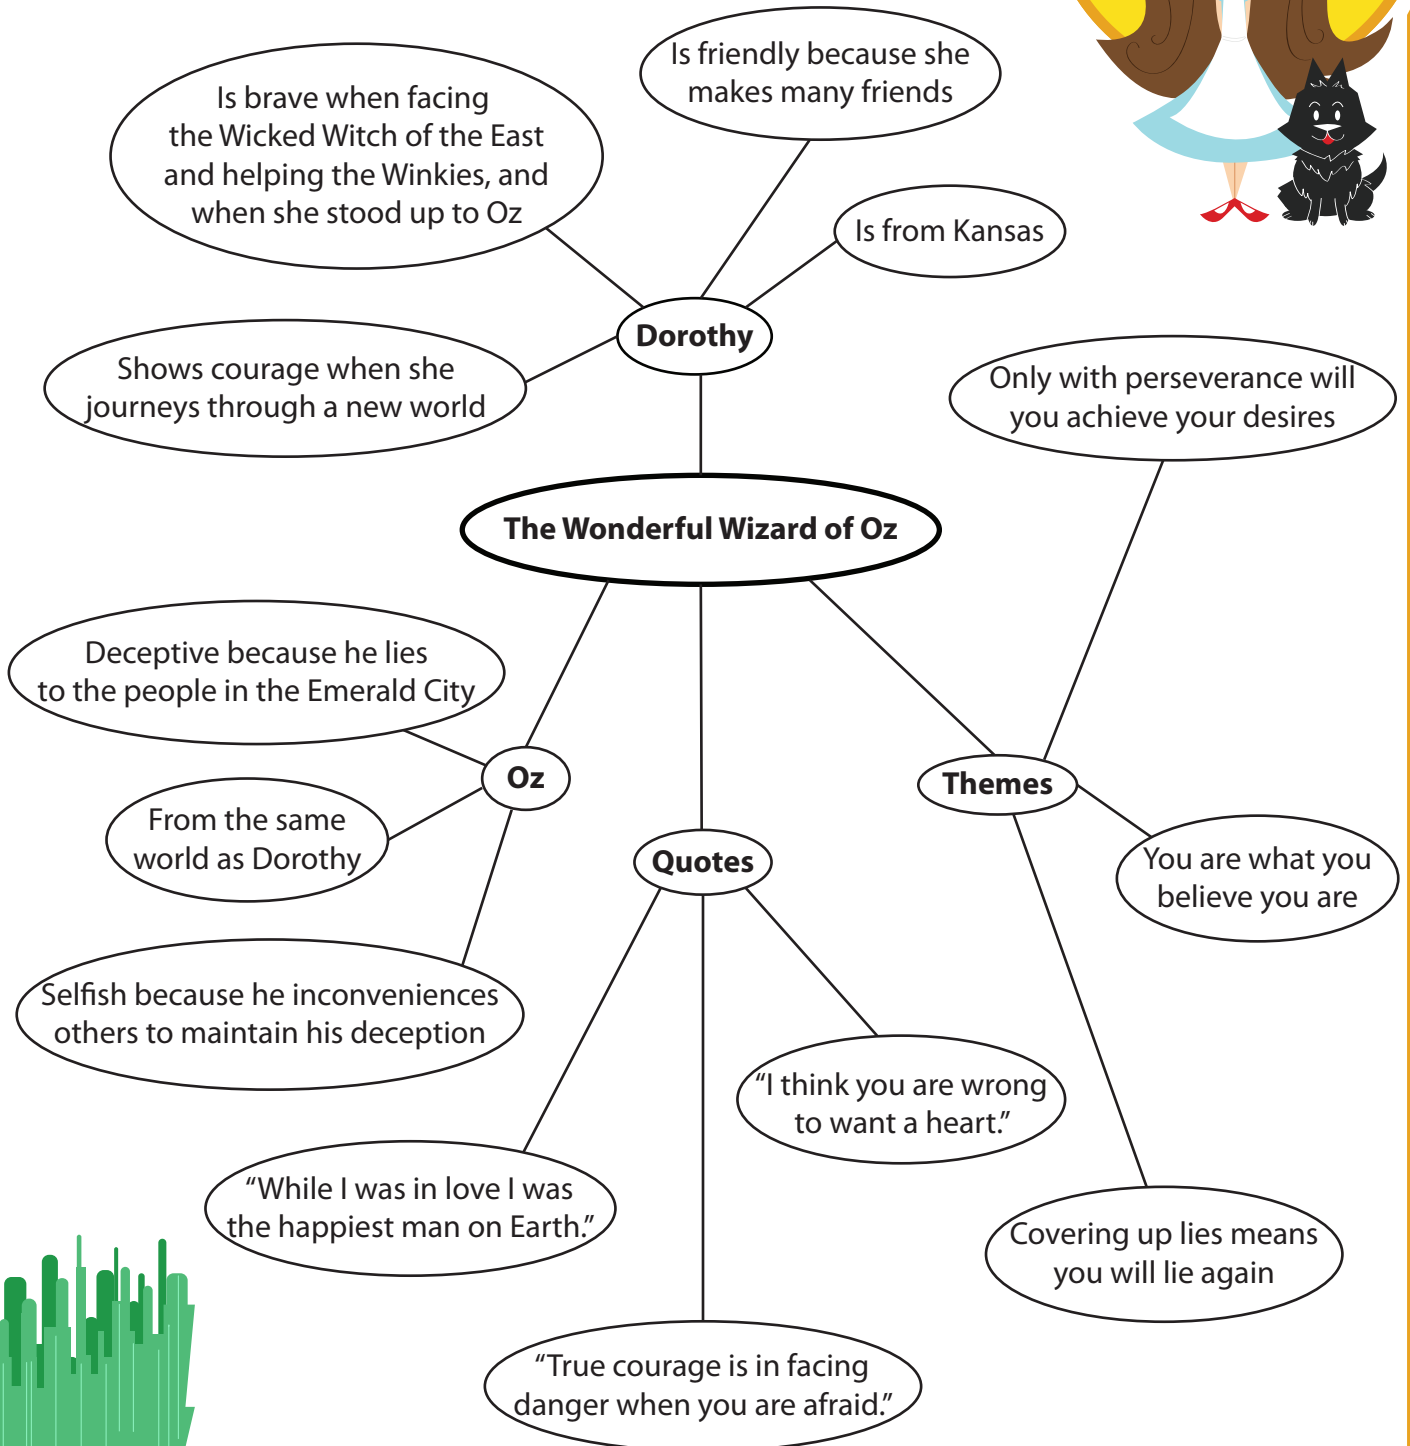 Is friendly because she
makes many friends
Is brave when facing
the Wicked Witch of the East
and helping the Winkies, and
when she stood up to Oz
Is from Kansas
Dorothy
Shows courage when she
journeys through a new world
Only with perseverance will
you achieve your desires
The Wonderful Wizard of Oz
Deceptive because he lies
to the people in the Emerald City
Oz
Themes
From the same
world as Dorothy
Quotes
You are what you
believe you are
Selfish because he inconveniences
others to maintain his deception
“I think you are wrong
to want a heart.”
“While I was in love I was
the happiest man on Earth.”
Covering up lies means
you will lie again
“True courage is in facing
danger when you are afraid.”